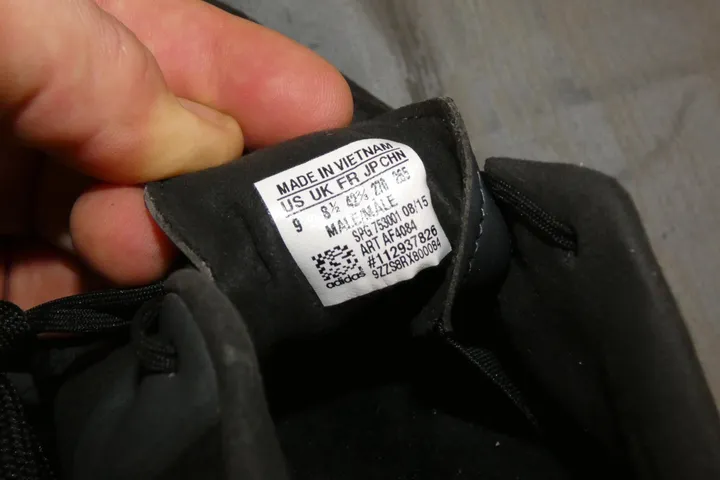 MADE IN VIETNAM
US UK FR JP CHN
9 8½ 42⅔ 270 265
MALE/MALE
SPG 753001 08/15
ART AF4084
#112937826
9ZZS8RX800084
adidas